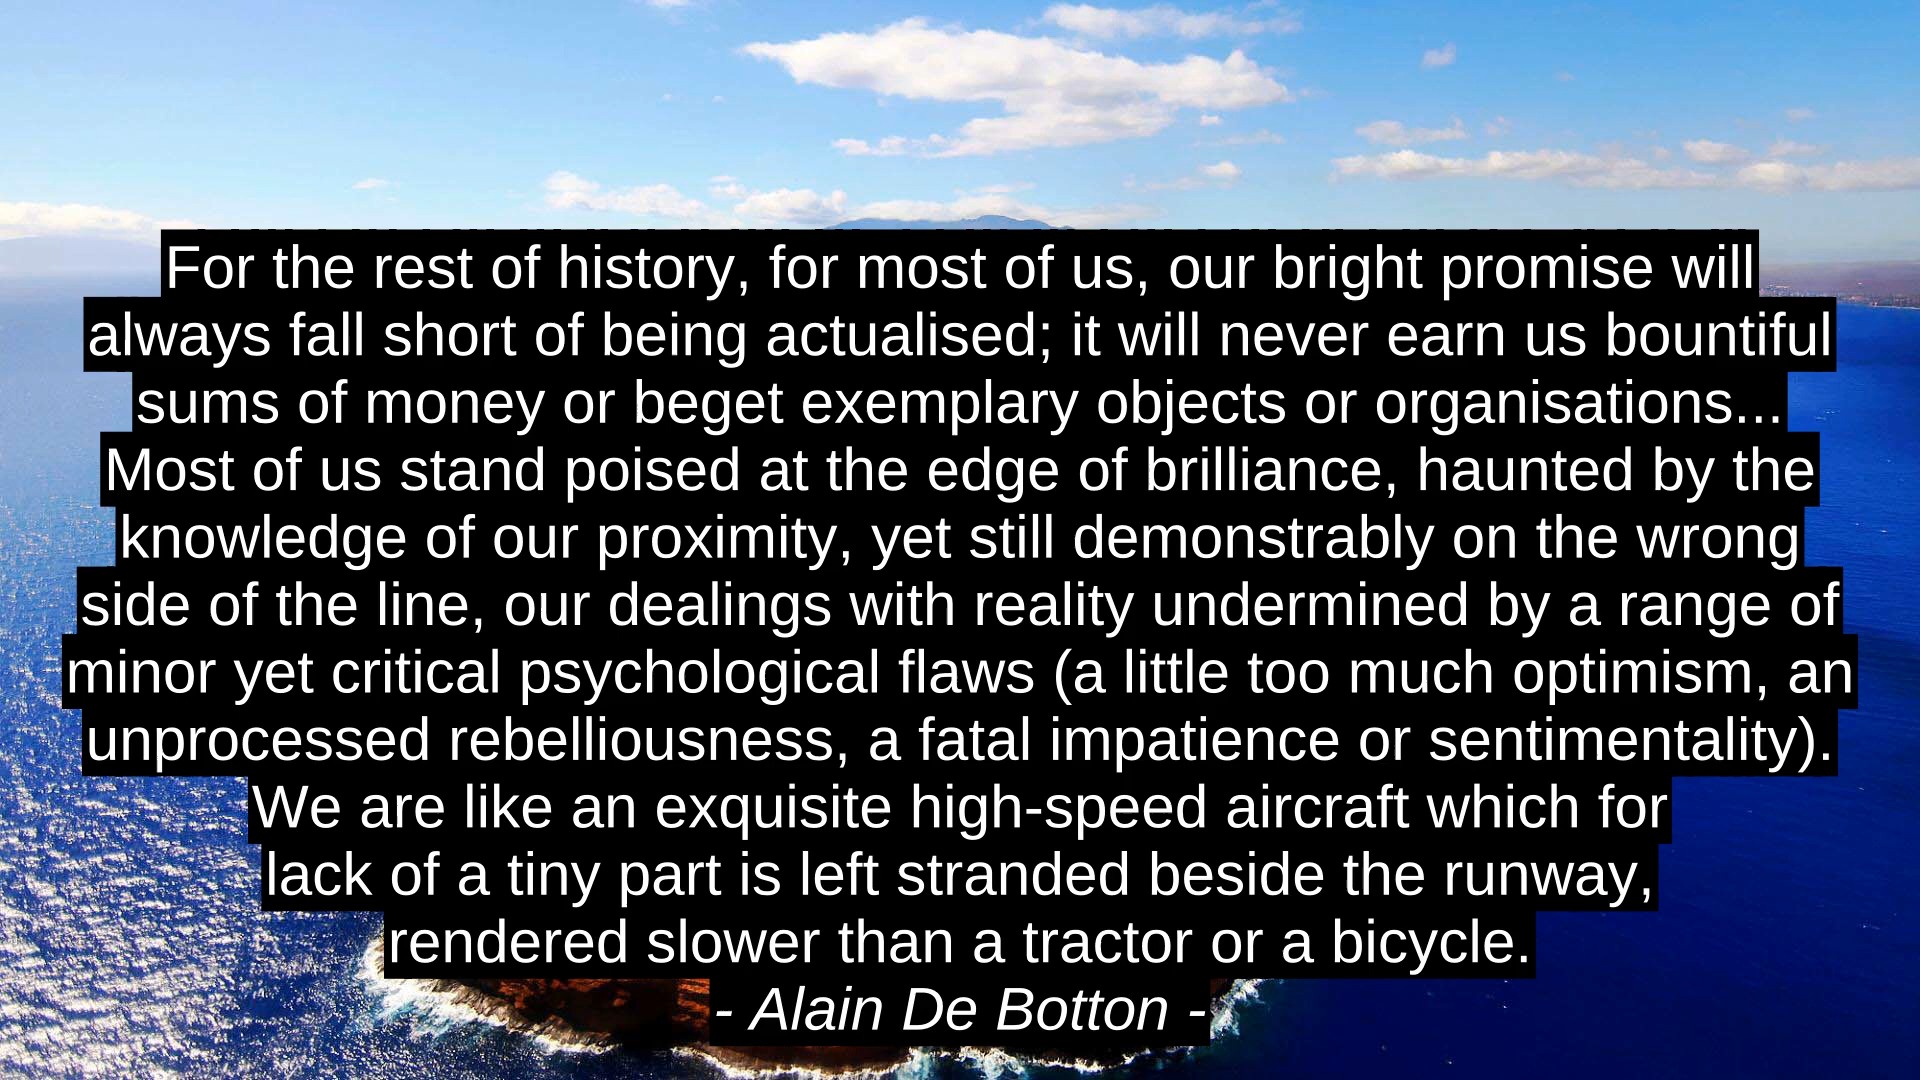 For the rest of history, for most of us, our bright promise will
always fall short of being actualised; it will never earn us bountiful
sums of money or beget exemplary objects or organisations...
Most of us stand poised at the edge of brilliance, haunted by the
knowledge of our proximity, yet still demonstrably on the wrong
side of the line, our dealings with reality undermined by a range of
minor yet critical psychological flaws (a little too much optimism, an
unprocessed rebelliousness, a fatal impatience or sentimentality).
We are like an exquisite high-speed aircraft which for
lack of a tiny part is left stranded beside the runway,
rendered slower than a tractor or a bicycle.
- Alain De Botton -